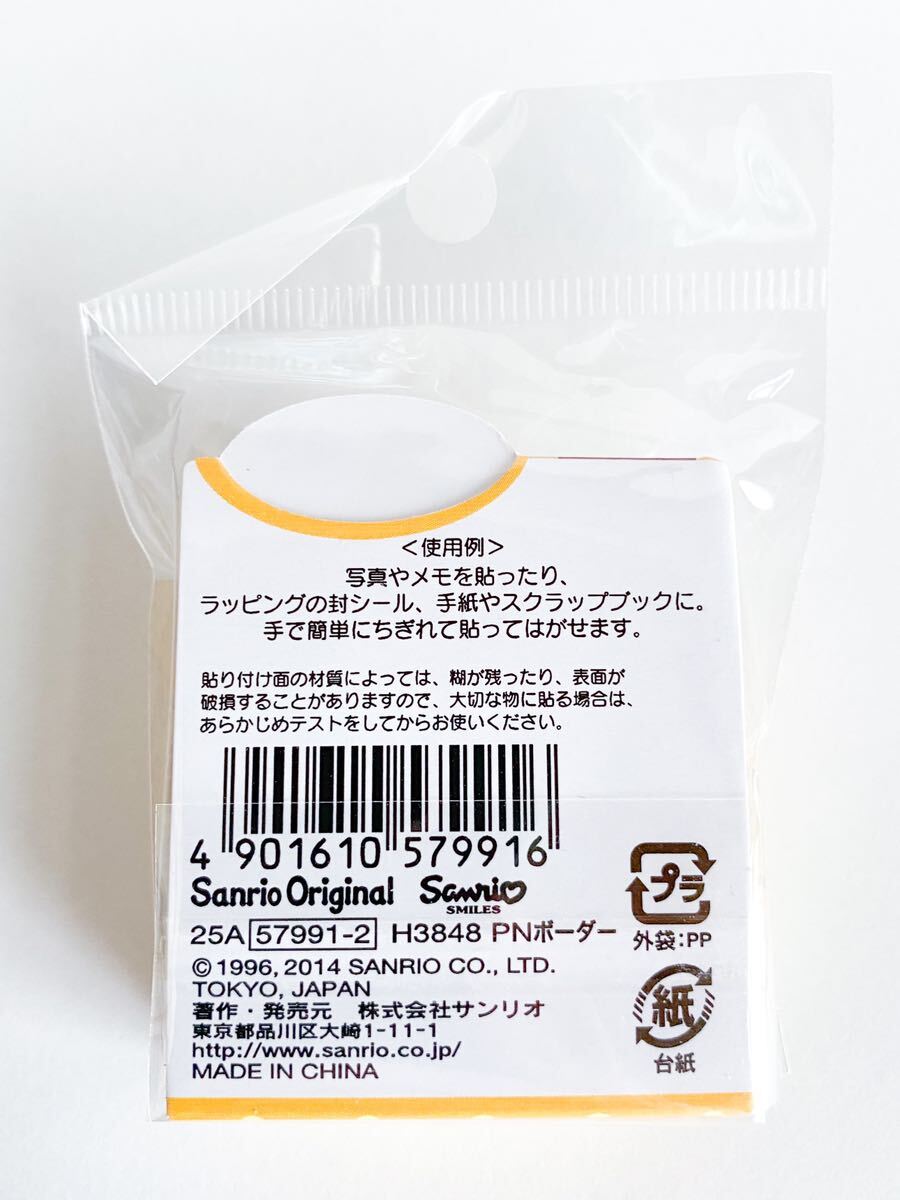 ＜使用例＞
写真やメモを貼ったり、
ラッピングの封シール、手紙やスクラップブックに。
手で簡単にちぎれて貼ってはがせます。
貼り付け面の材質によっては、糊が残ったり、表面が
破損することがありますので、大切な物に貼る場合は、
あらかじめテストをしてからお使いください。
4 901610 579916
Sanrio Original Sanrio SMILES
25A 57991-2 H3848 PNボーダー
©1996, 2014 SANRIO CO., LTD.
TOKYO, JAPAN
著作・発売元 株式会社サンリオ
東京都品川区大崎1-11-1
http://www.sanrio.co.jp/
MADE IN CHINA
プラ
外袋:PP
紙
台紙